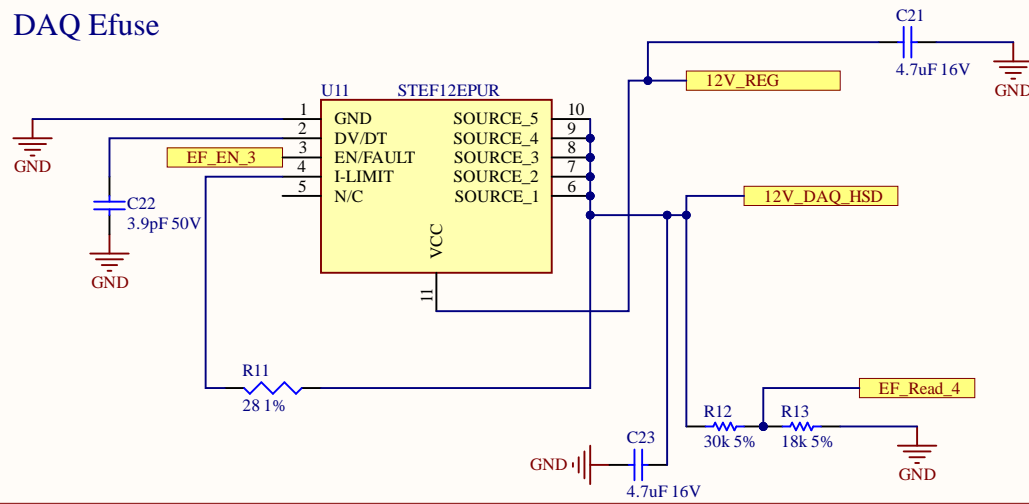 DAQ Efuse
C21
4.7uF 16V
GND
12V_REG
U11
STEF12EPUR
1
GND
SOURCE_5
10
2
DV/DT
SOURCE_4
9
EF_EN_3
3
EN/FAULT
SOURCE_3
8
4
I-LIMIT
SOURCE_2
7
5
N/C
SOURCE_1
6
GND
12V_DAQ_HSD
C22
3.9pF 50V
VCC
GND
11
R11
28 1%
EF_Read_4
R12
R13
30k 5%
18k 5%
C23
GND
GND
4.7uF 16V